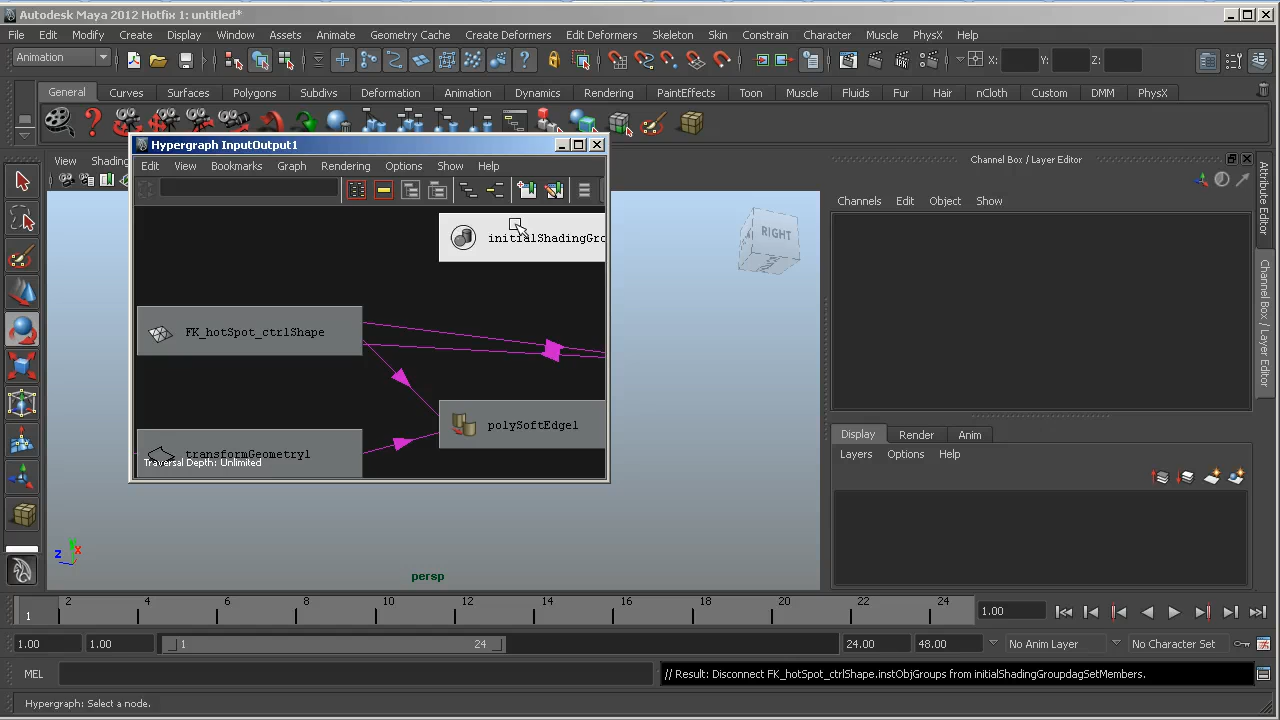 Autodesk Maya 2012 Hotfix 1: untitled*
File Edit Modify Create Display Window Assets Animate Geometry Cache Create Deformers Edit Deformers Skeleton Skin Constrain Character Muscle PhysX Help
Animation X: Y: Z:
General Curves Surfaces Polygons Subdivs Deformation Animation Dynamics Rendering PaintEffects Toon Muscle Fluids Fur Hair nCloth Custom DMM PhysX
Hypergraph InputOutput1
View Shading
Channel Box / Layer Editor
Edit View Bookmarks Graph Rendering Options Show Help
Channels Edit Object Show
Attribute Editor
Channel Box / Layer Editor
RIGHT
initialShadingGro
FK_hotSpot_ctrlShape
polySoftEdge1
transformGeometry1
Traversal Depth: Unlimited
Display Render Anim
Layers Options Help
z x
persp
1 2 4 6 8 10 12 14 16 18 20 22 24 1.00
1.00 1.00 1 24 24.00 48.00 No Anim Layer No Character Set
MEL // Result: Disconnect FK_hotSpot_ctrlShape.instObjGroups from initialShadingGroupdagSetMembers.
Hypergraph: Select a node.